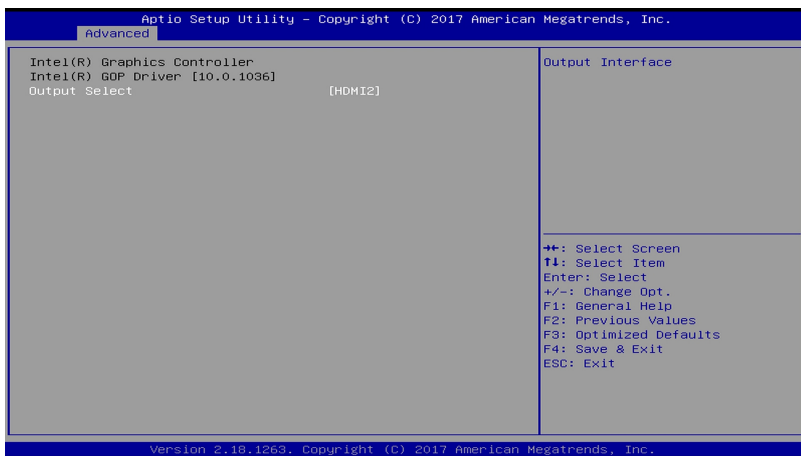 Aptio Setup Utility – Copyright (C) 2017 American Megatrends, Inc.
Advanced
Intel(R) Graphics Controller
Intel(R) GOP Driver [10.0.1036]
Output Select [HDMI2]
Output Interface
→←: Select Screen
↑↓: Select Item
Enter: Select
+/-: Change Opt.
F1: General Help
F2: Previous Values
F3: Optimized Defaults
F4: Save & Exit
ESC: Exit
Version 2.18.1263. Copyright (C) 2017 American Megatrends, Inc.